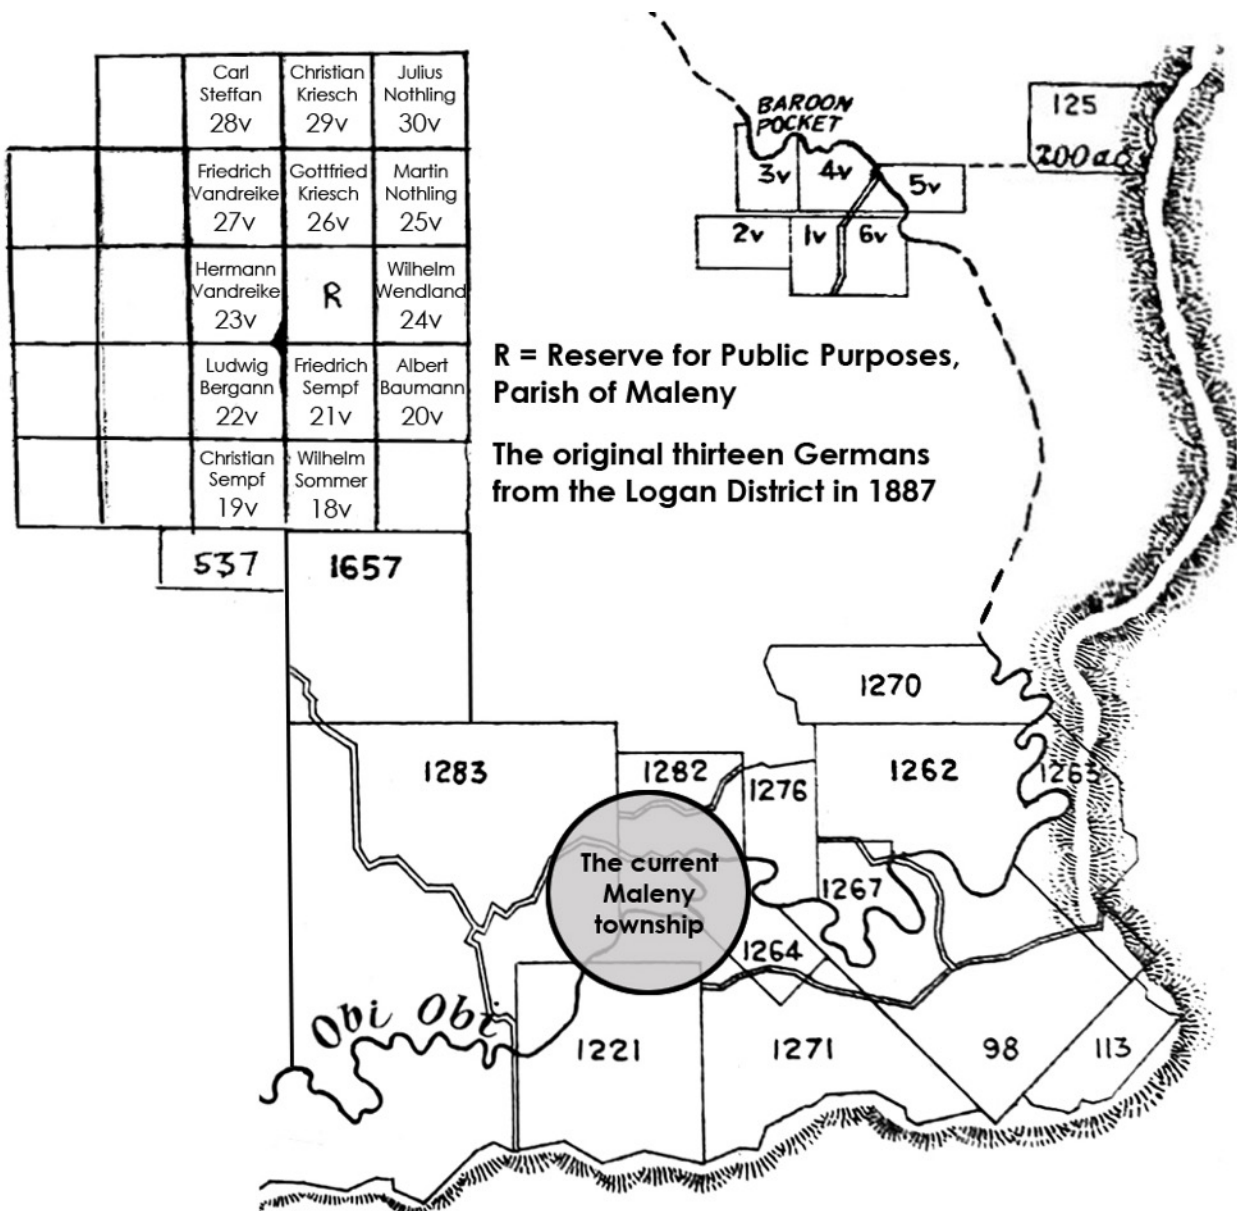 Carl
Steffan
28v
Christian
Kriesch
29v
Julius
Nothling
30v
Friedrich
Vandreike
27v
Gottfried
Kriesch
26v
Martin
Nothling
25v
Hermann
Vandreike
23v
R
Wilhelm
Wendland
24v
Ludwig
Bergann
22v
Friedrich
Sempf
21v
Albert
Baumann
20v
Christian
Sempf
19v
Wilhelm
Sommer
18v
537
1657
BAROON
POCKET
3v
4v
5v
2v
1v
6v
125
200 ac
R = Reserve for Public Purposes,
Parish of Maleny
The original thirteen Germans
from the Logan District in 1887
1270
1283
1282
1276
1262
1265
The current
Maleny
township
1267
1264
Obi Obi
1221
1271
98
113